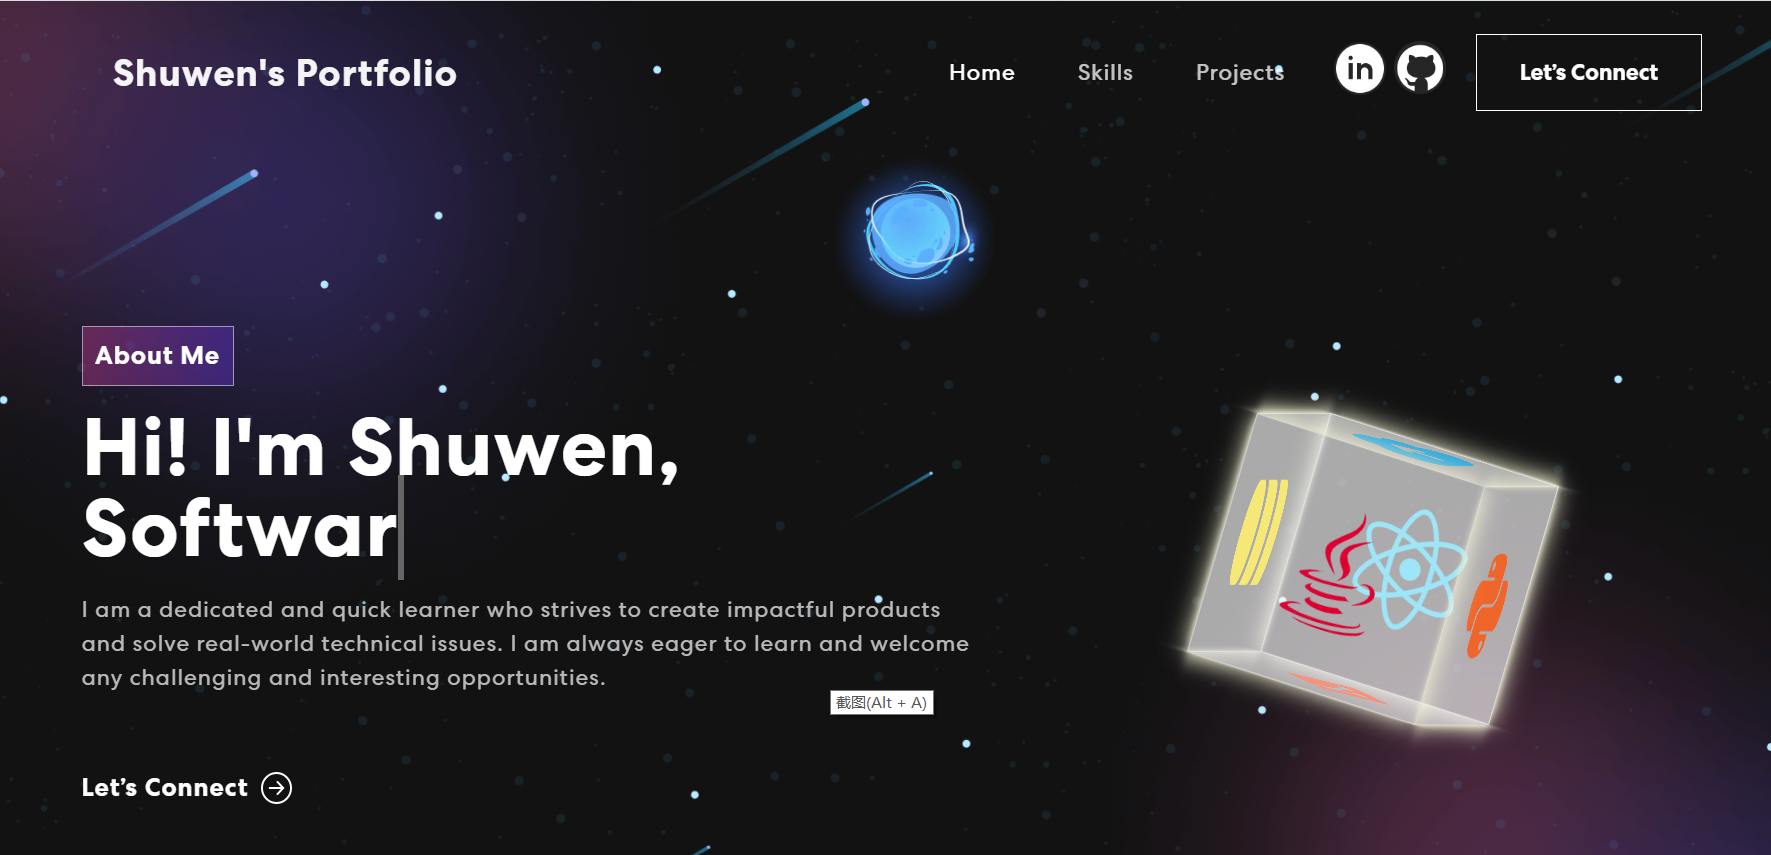 Shuwen's Portfolio
Home
Skills
Projects
in
Let's Connect
About Me
Hi! I'm Shuwen,
Softwar
I am a dedicated and quick learner who strives to create impactful products
and solve real-world technical issues. I am always eager to learn and welcome
any challenging and interesting opportunities.
截图(Alt + A)
Let's Connect